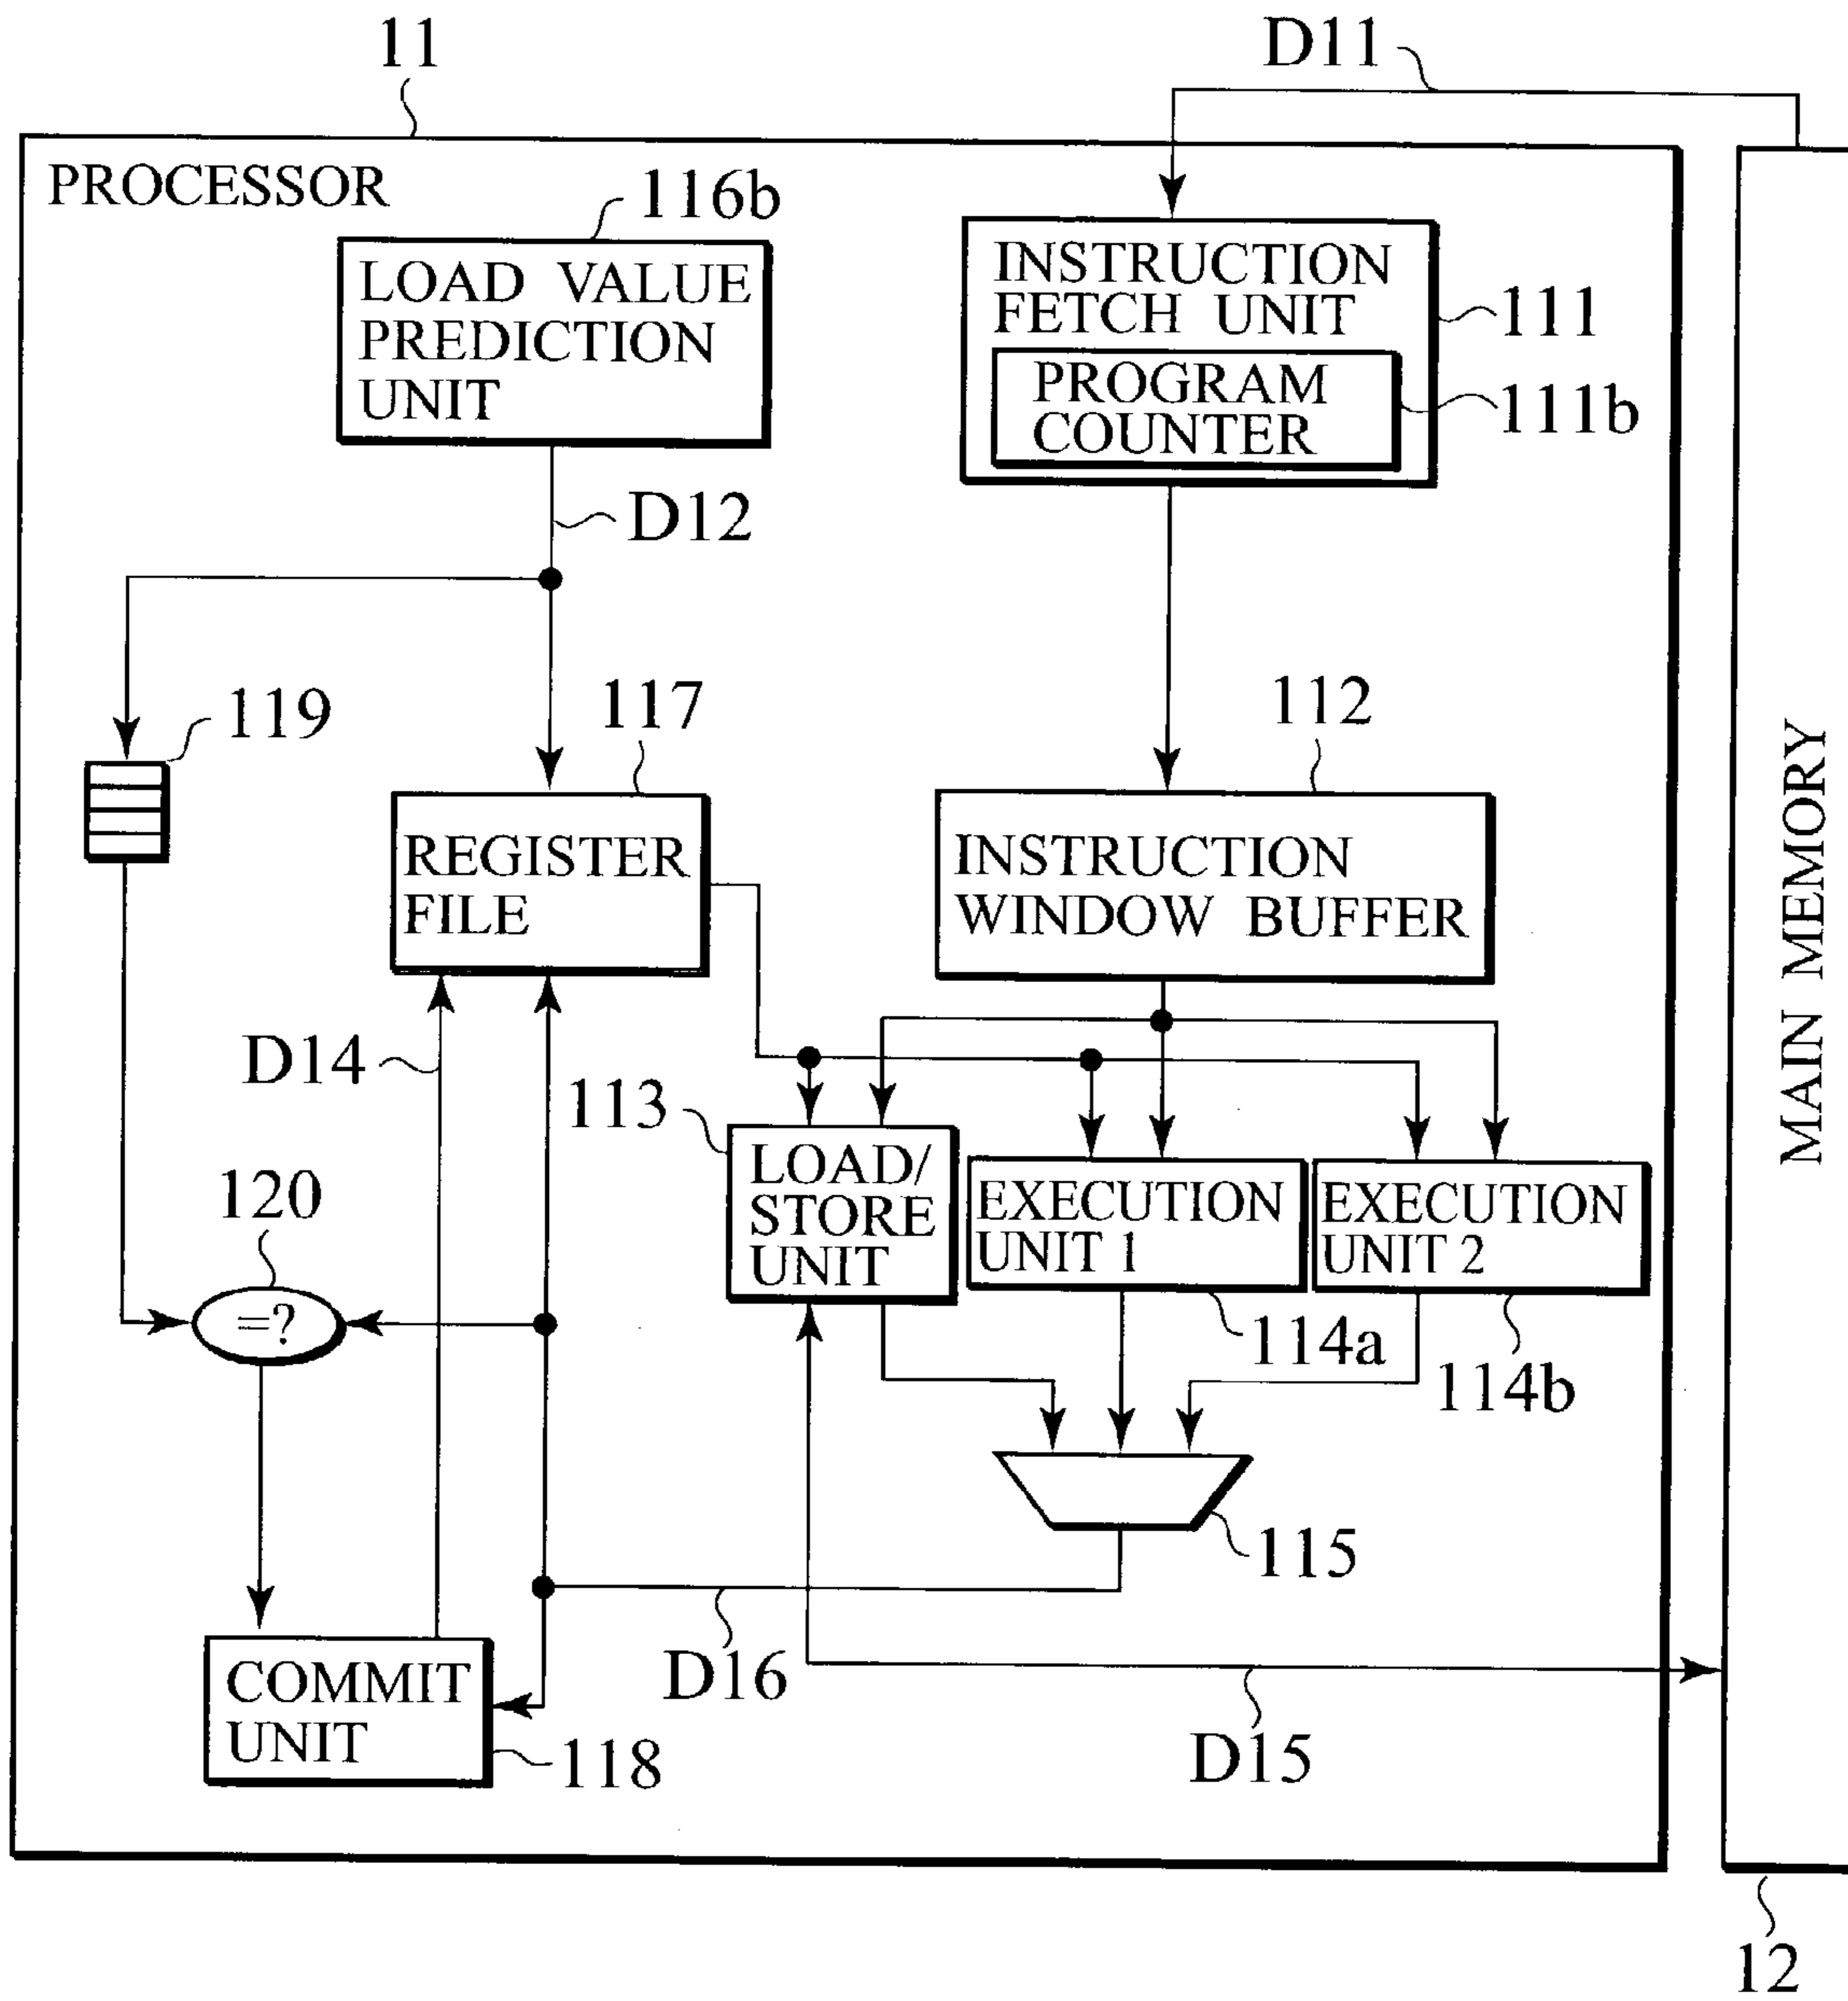 11
D11
PROCESSOR
116b
LOAD VALUE
PREDICTION
UNIT
INSTRUCTION
FETCH UNIT
111
PROGRAM
COUNTER
111b
D12
119
117
112
REGISTER
FILE
INSTRUCTION
WINDOW BUFFER
MAIN MEMORY
D14
113
LOAD/
STORE
UNIT
EXECUTION
UNIT 1
EXECUTION
UNIT 2
120
=?
114a
114b
115
COMMIT
UNIT
118
D16
D15
12